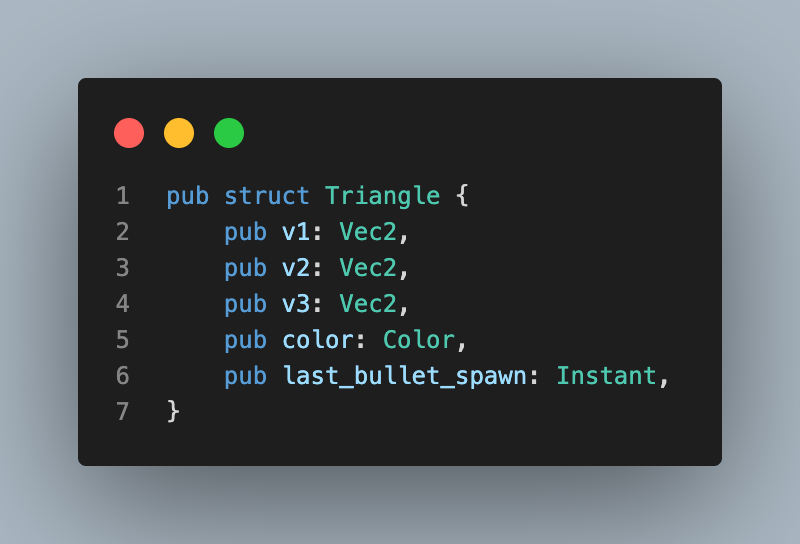 1 pub struct Triangle {
2     pub v1: Vec2,
3     pub v2: Vec2,
4     pub v3: Vec2,
5     pub color: Color,
6     pub last_bullet_spawn: Instant,
7 }